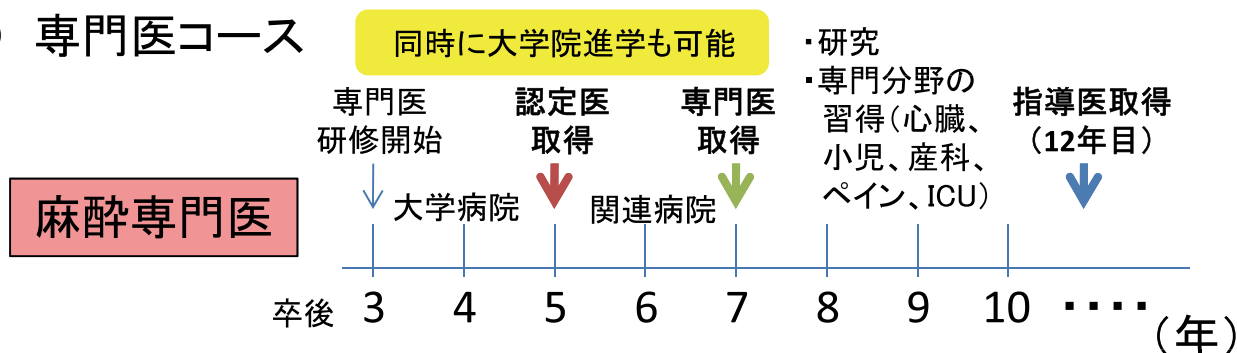 専門医コース
同時に大学院進学も可能
専門医
研修開始
認定医
取得
専門医
取得
・研究
・専門分野の
習得(心臓、
小児、産科、
ペイン、ICU)
指導医取得
(12年目)
麻酔専門医
大学病院
関連病院
卒後 3 4 5 6 7 8 9 10 ････
(年)